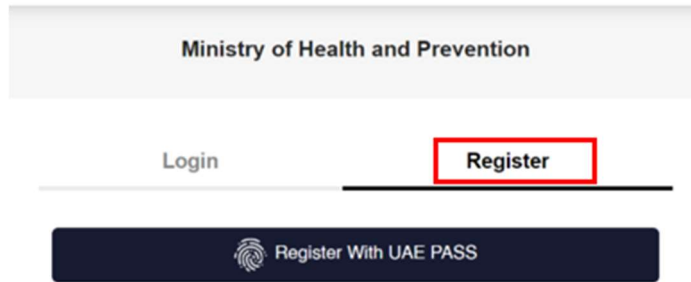 Ministry of Health and Prevention
Login Register
Register With UAE PASS